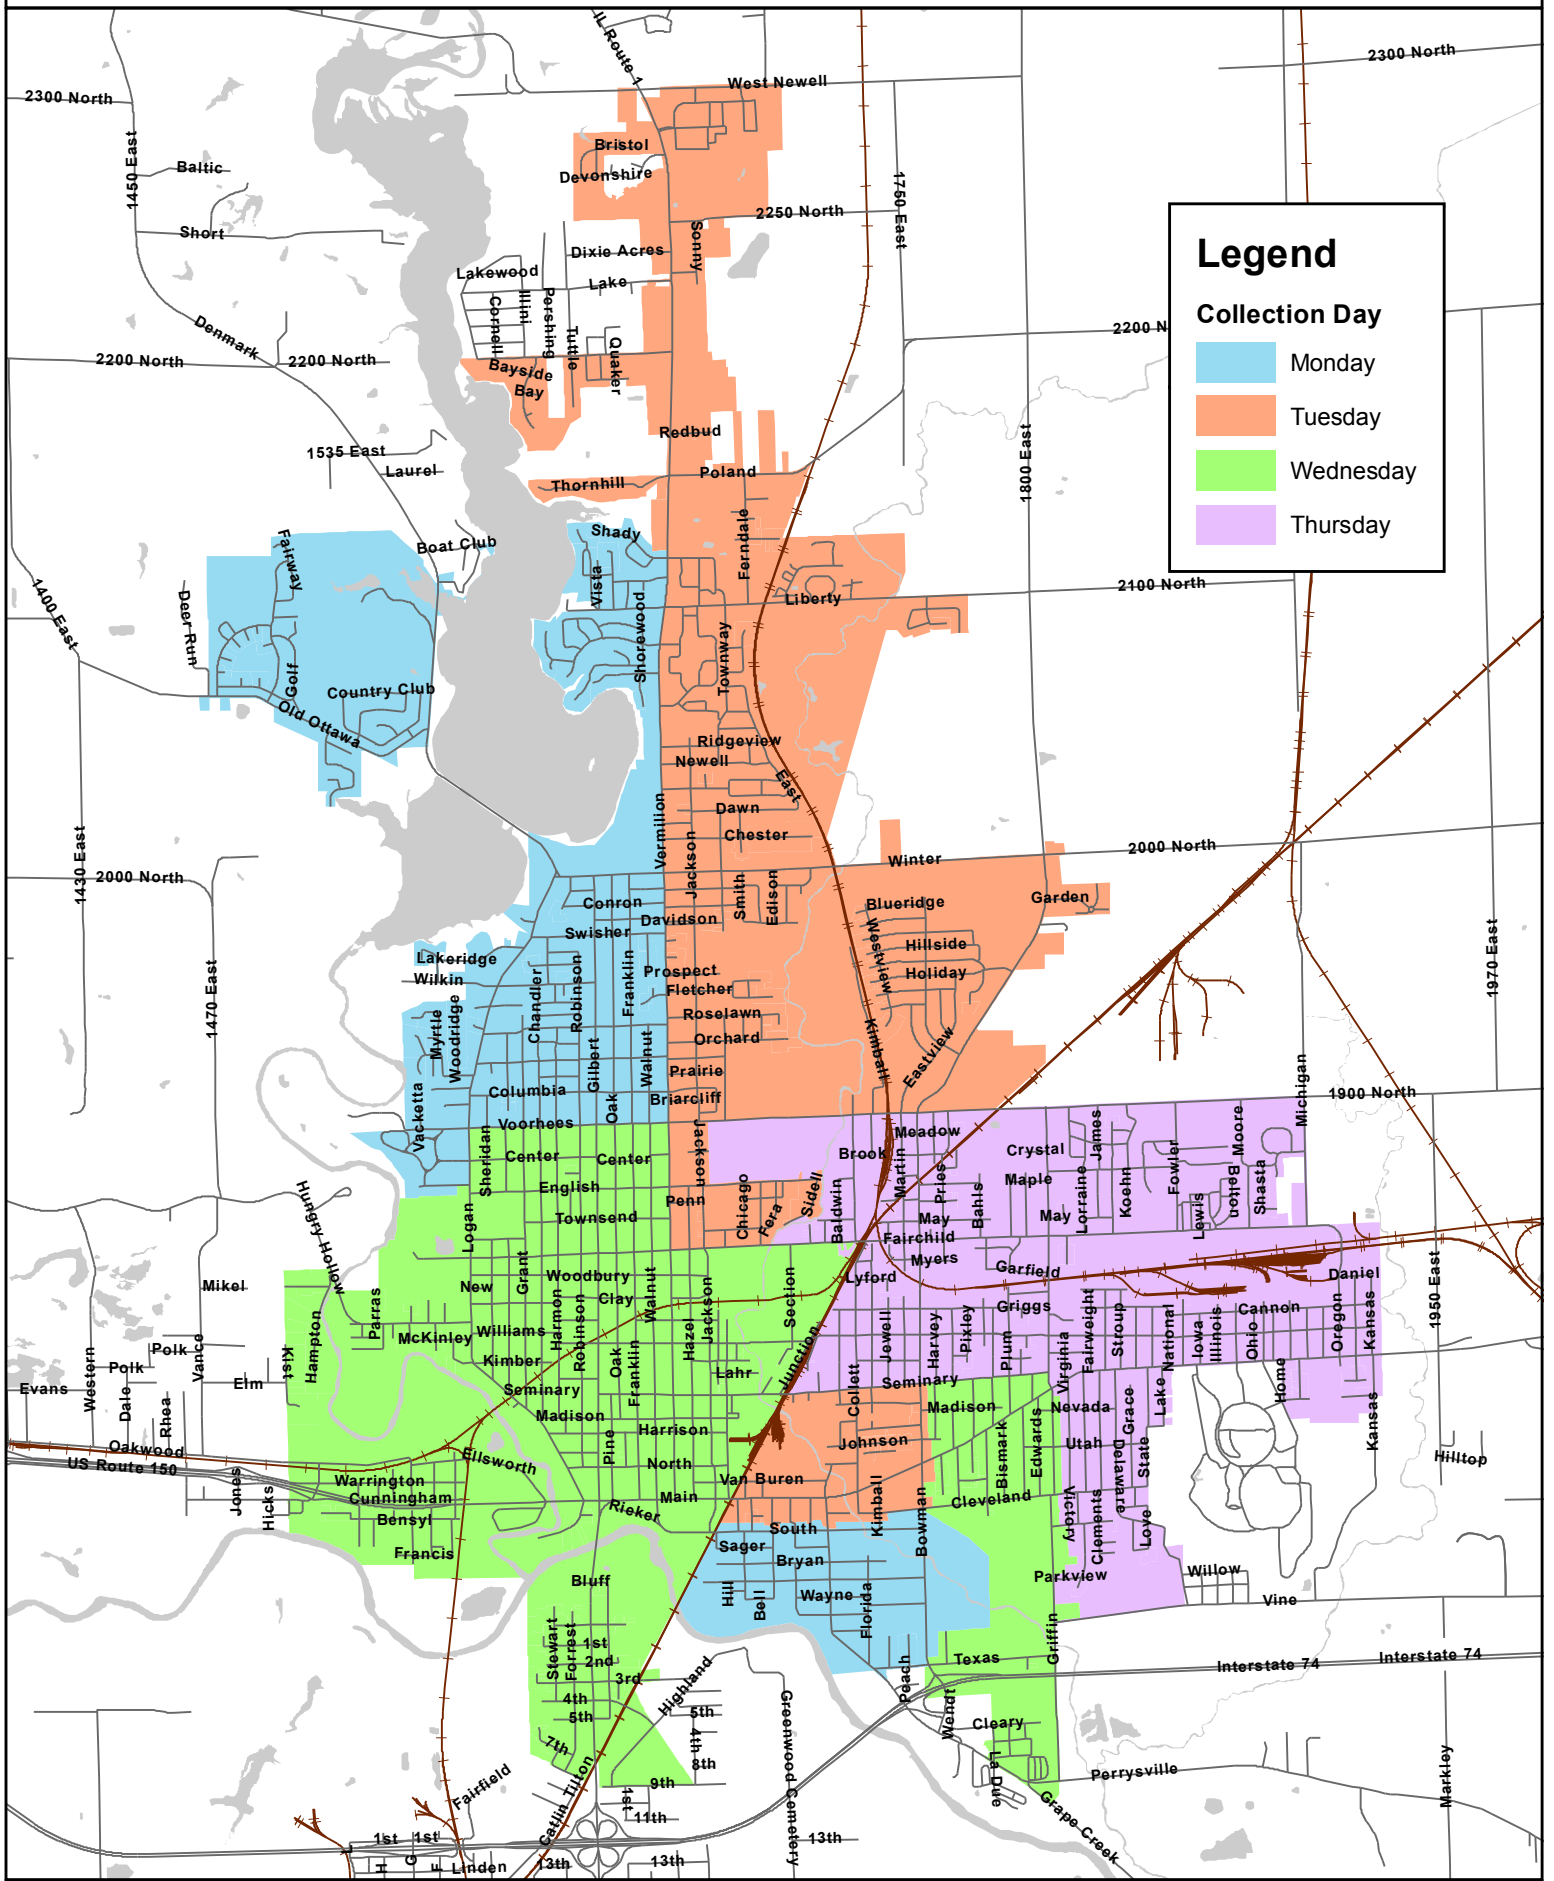 IL Route 1
West Newell
2300 North
2300 North
1450 East
Baltic
Bristol
Devonshire
1750 East
2250 North
Short
Sonny
Dixie Acres
Lakewood
Lake
Cornell
Illini
Pershing
Tuttle
Quaker
Denmark
2200 North
2200 North
2200 N
Bayside
Bay
Legend
Collection Day
Monday
Tuesday
Wednesday
Thursday
Redbud
1535 East
Laurel
Poland
Thornhill
1800 East
Ferndale
Shady
Boat Club
Fairway
Vista
1400 East
Deer Run
Liberty
2100 North
Shorewood
Townway
Golf
Country Club
Old Ottawa
Ridgeview
Newell
East
Dawn
Chester
Vermilion
Jackson
1430 East
2000 North
Winter
2000 North
Smith
Edison
Conron
Davidson
Swisher
Blueridge
Garden
Westview
Hillside
Holiday
1970 East
Lakeridge
Wilkin
Chandler
Robinson
Franklin
Prospect
Fletcher
Roselawn
Orchard
1470 East
Myrtle
Woodridge
Gilbert
Walnut
Kimball
Eastview
Prairie
Columbia
Oak
Briarcliff
Michigan
1900 North
Vacketta
Voorhees
Sheridan
Center
Center
Jackson
Meadow
Brook
Martin
Pries
Crystal
James
Moore
Maple
Lorraine
Koehn
Fowler
Belton
Shasta
Hungry Hollow
English
Penn
Chicago
Fera
Sidell
Baldwin
Bahls
May
May
Lewis
Logan
Townsend
Fairchild
Myers
Garfield
Lyford
Daniel
1950 East
Mikel
New
Grant
Woodbury
Clay
Walnut
Jackson
Section
Griggs
Cannon
Parras
McKinley
Williams
Harmon
Robinson
Hazel
Jewell
Harvey
Pixley
Plum
Virginia
Fairweight
Stroup
National
Iowa
Illinois
Ohio
Oregon
Kansas
Hampton
Kist
Polk
Polk
Vance
Kimber
Oak
Franklin
Lahr
Junction
Evans
Western
Dale
Elm
Rhea
Seminary
Seminary
Collett
Home
Madison
Madison
Nevada
Grace
Lake
Kansas
Harrison
Johnson
Utah
Delaware
State
Hilltop
Oakwood
US Route 150
Ellsworth
Pine
North
Van Buren
Bismark
Edwards
Jones
Hicks
Warrington
Cunningham
Bensyl
Main
Rieker
Kimball
Bowman
Cleveland
Victory
Clements
Love
Francis
South
Sager
Bryan
Parkview
Willow
Bluff
Hill
Bell
Wayne
Florida
Vine
Stewart
Forrest
1st
2nd
3rd
Griffin
Texas
Interstate 74
Interstate 74
Highland
Peach
4th
5th
5th
4th
Wendt
Cleary
7th
8th
9th
Greenwood Cemetery
La Due
Perrysville
Markley
Fairfield
Catlin Tilton
1st
11th
Grape Creek
1st
1st
13th
H
G
F
Linden
13th
13th